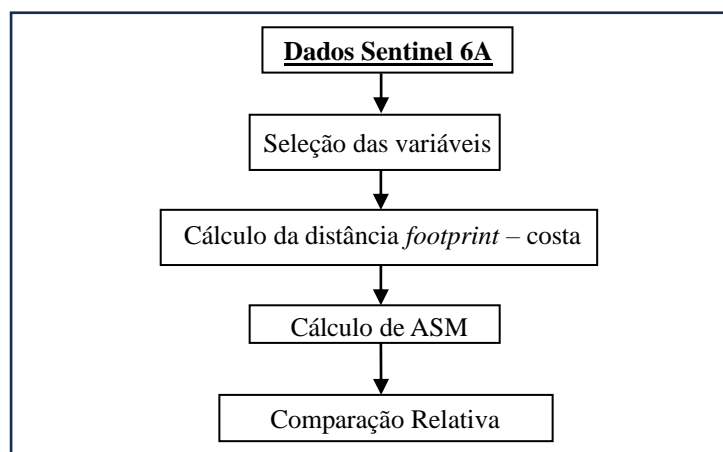 Dados Sentinel 6A
Seleção das variáveis
Cálculo da distância footprint – costa
Cálculo de ASM
Comparação Relativa